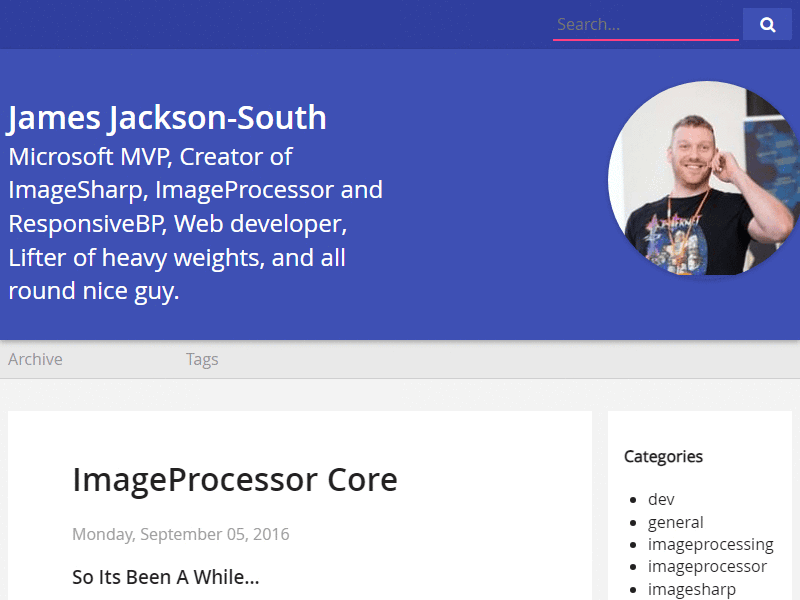 Search...
James Jackson-South
Microsoft MVP, Creator of
ImageSharp, ImageProcessor and
ResponsiveBP, Web developer,
Lifter of heavy weights, and all
round nice guy.
Archive
Tags
ImageProcessor Core
Monday, September 05, 2016
So Its Been A While...
Categories
dev
general
imageprocessing
imageprocessor
imagesharp